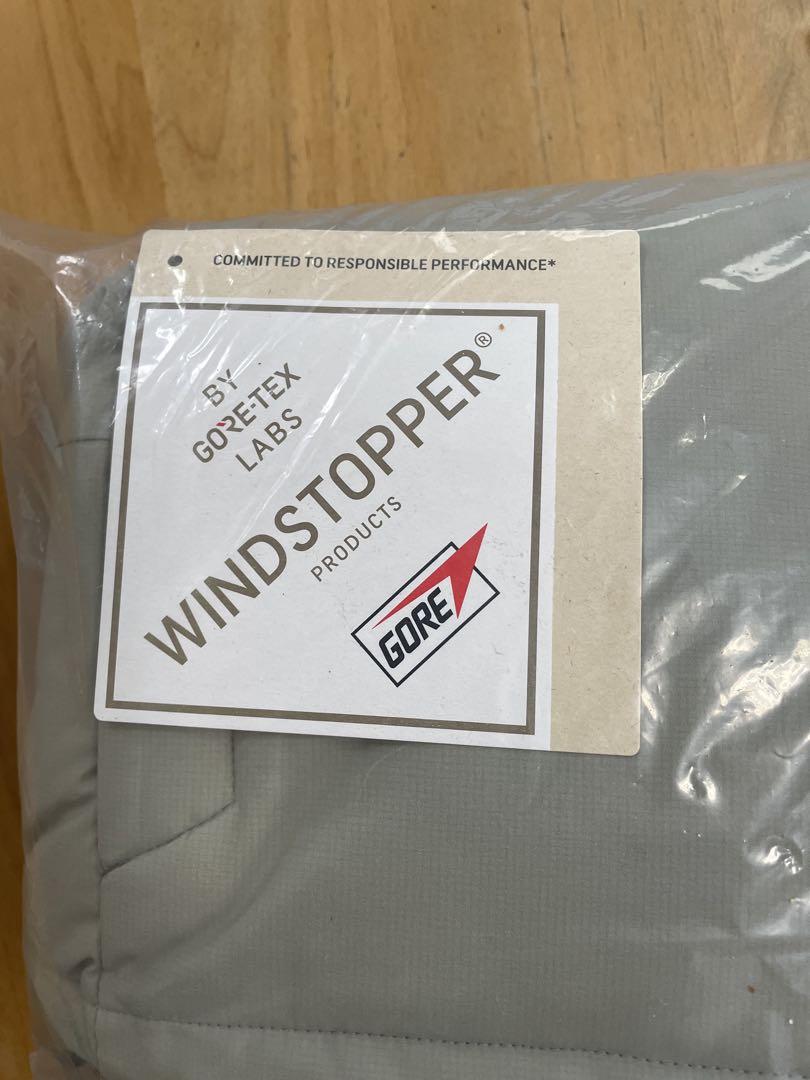 COMMITTED TO RESPONSIBLE PERFORMANCE*
BY
GORE-TEX
LABS
WINDSTOPPER®
PRODUCTS
GORE